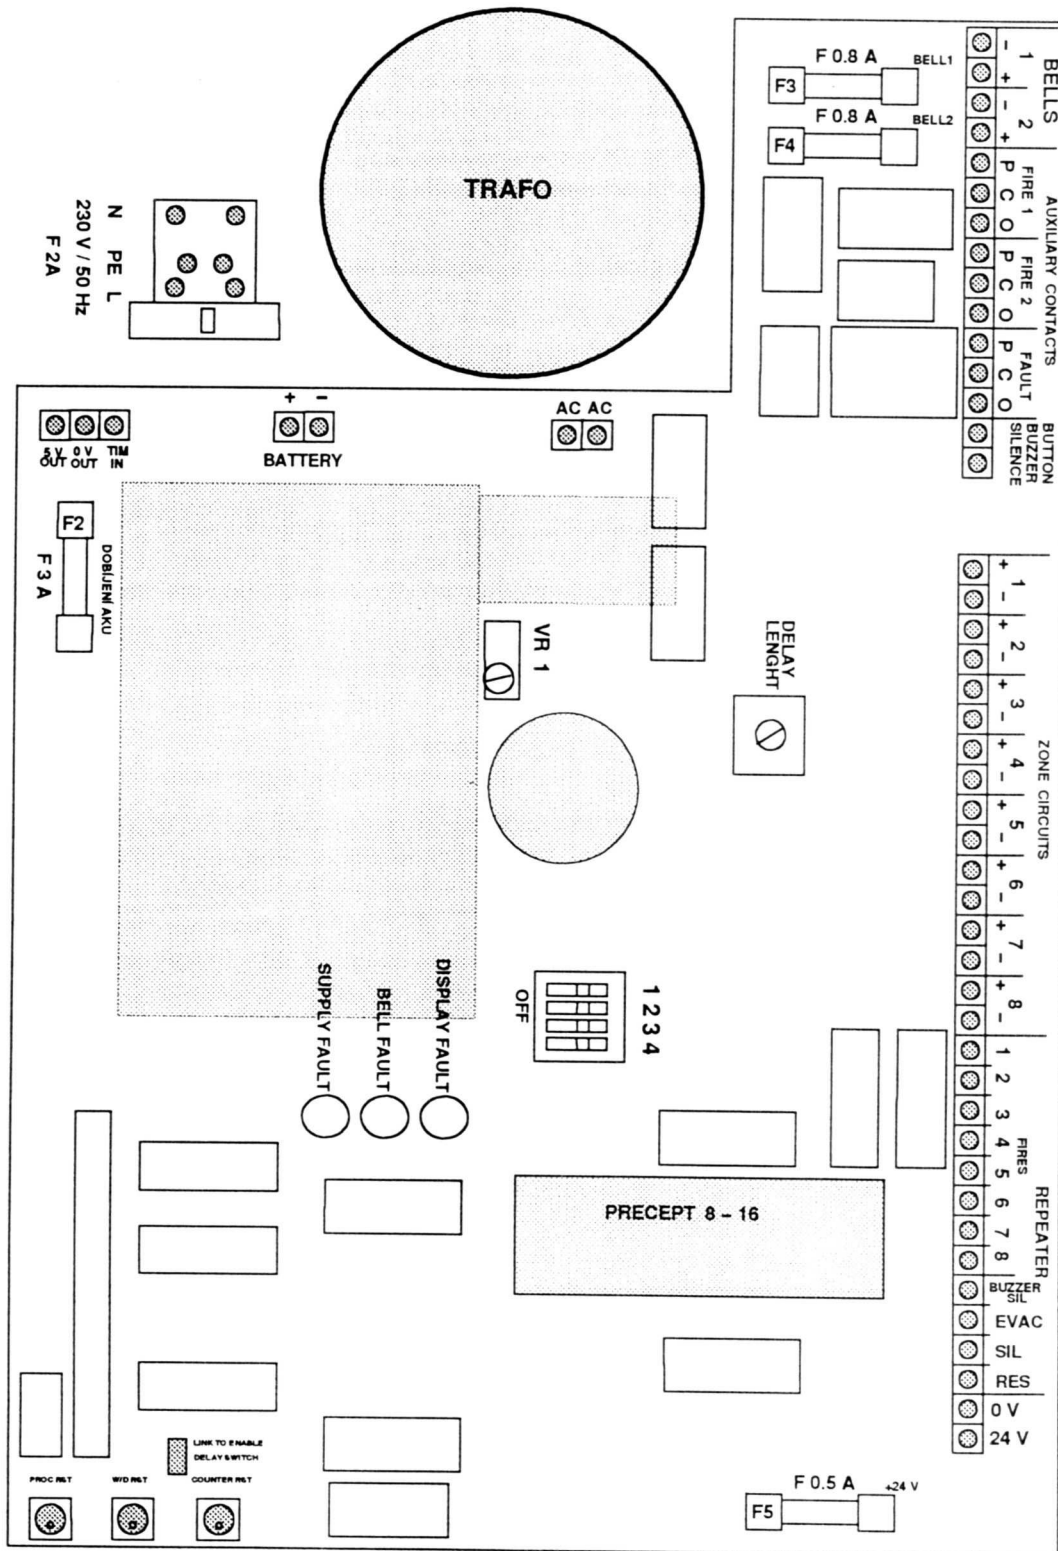 TRAFO
N PE L
230 V / 50 Hz
F 2A
F 0.8 A BELL1
F3
F 0.8 A BELL2
F4
BELLS
- 1 +
- 2 +
AUXILIARY CONTACTS
FIRE 1
P C O
FIRE 2
P C O
FAULT
P C O
BUTTON
BUZZER
SILENCE
5 V
OUT
0 V
OUT
TIM
IN
+ -
BATTERY
AC AC
F2
DOBÍJENÍ AKU
F 3 A
VR 1
DELAY
LENGHT
ZONE CIRCUITS
+ 1 -
+ 2 -
+ 3 -
+ 4 -
+ 5 -
+ 6 -
+ 7 -
+ 8 -
1 2 3 4
OFF
SUPPLY FAULT
BELL FAULT
DISPLAY FAULT
PRECEPT 8 - 16
REPEATER
FIRES
1
2
3
4
5
6
7
8
BUZZER
SIL
EVAC
SIL
RES
0 V
24 V
LINK TO ENABLE
DELAY SWITCH
PROC RST
W/D RST
COUNTER RST
F 0.5 A +24 V
F5